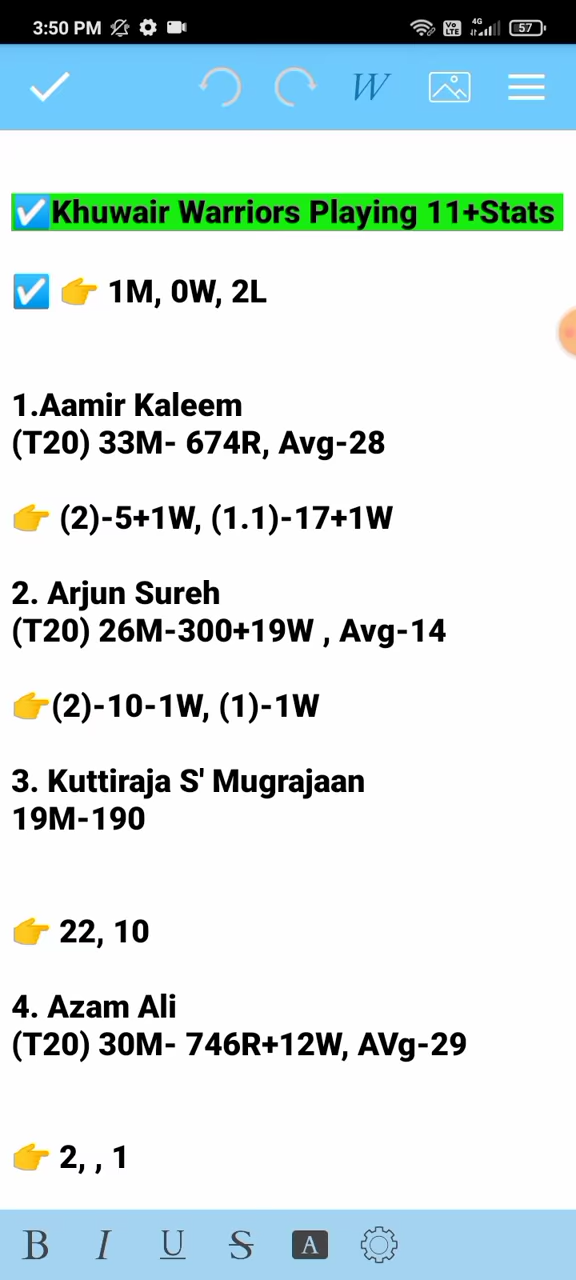 3:50 PM
Vo LTE 4G 57
W
✅Khuwair Warriors Playing 11+Stats
☑️ 👉 1M, 0W, 2L
1.Aamir Kaleem
(T20) 33M- 674R, Avg-28
👉 (2)-5+1W, (1.1)-17+1W
2. Arjun Sureh
(T20) 26M-300+19W , Avg-14
👉(2)-10-1W, (1)-1W
3. Kuttiraja S' Mugrajaan
19M-190
👉 22, 10
4. Azam Ali
(T20) 30M- 746R+12W, AVg-29
👉 2, , 1
B I U S A